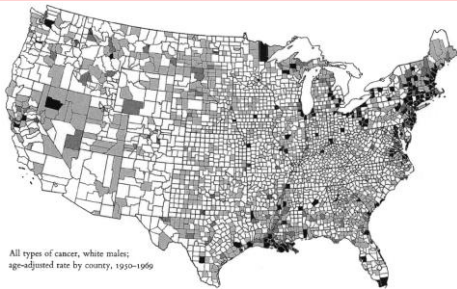 All types of cancer, white males;
age-adjusted rate by county, 1950–1969